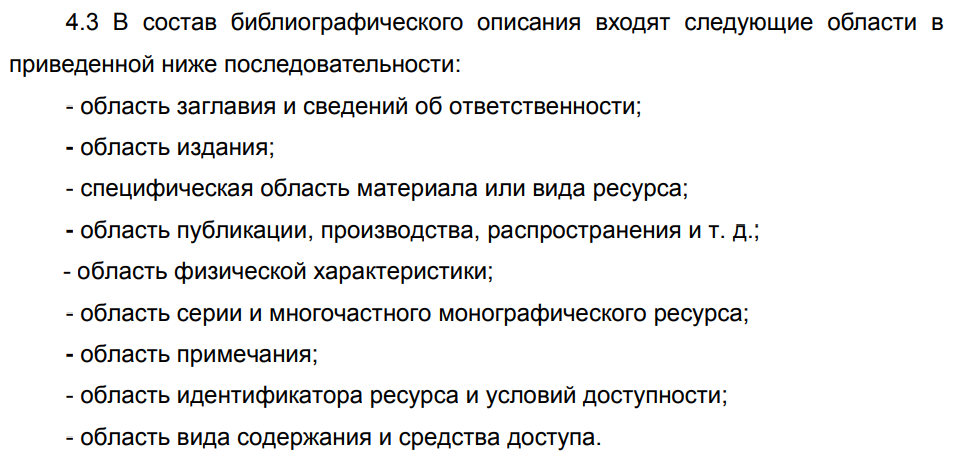 4.3 В состав библиографического описания входят следующие области в
приведенной ниже последовательности:
- область заглавия и сведений об ответственности;
- область издания;
- специфическая область материала или вида ресурса;
- область публикации, производства, распространения и т. д.;
- область физической характеристики;
- область серии и многочастного монографического ресурса;
- область примечания;
- область идентификатора ресурса и условий доступности;
- область вида содержания и средства доступа.